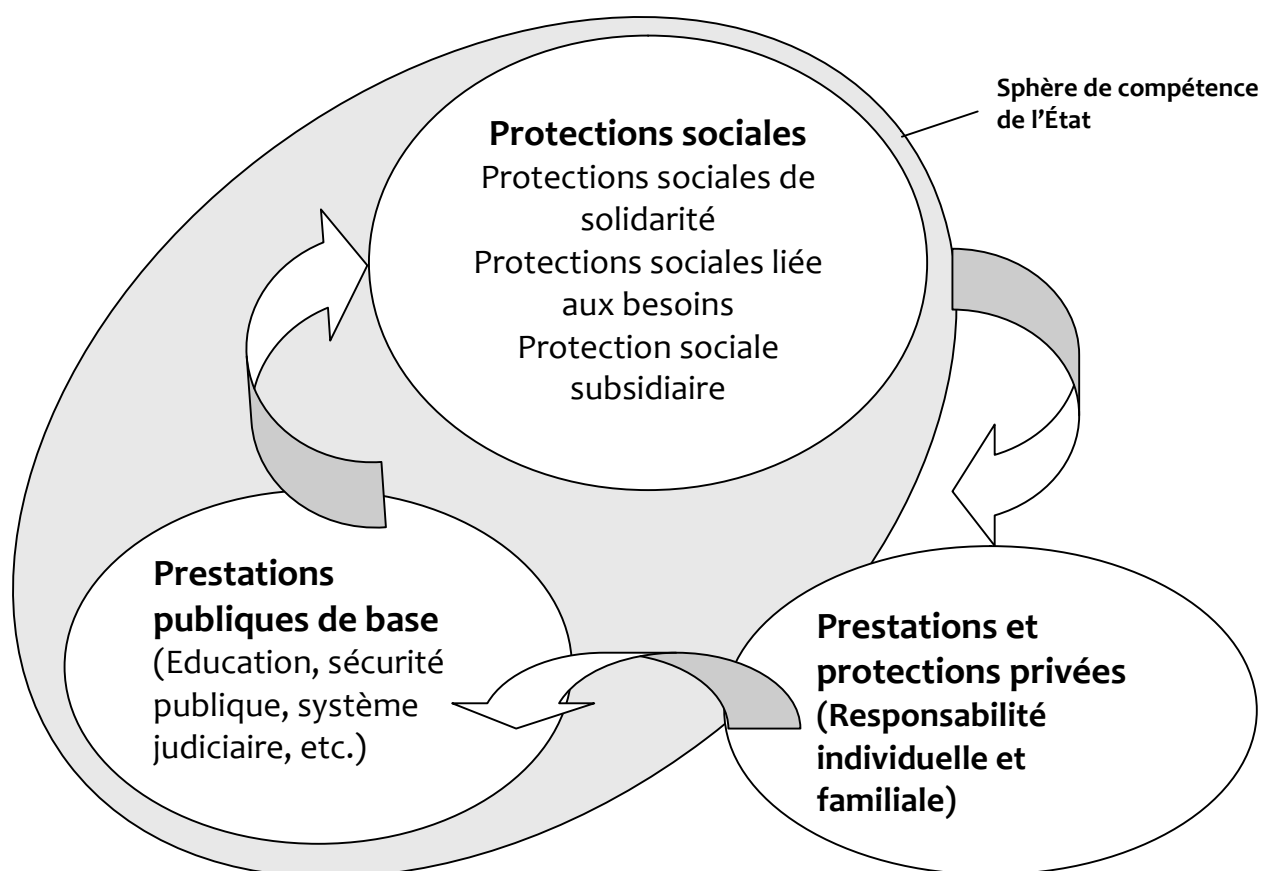 Sphère de compétence
de l’État
Protections sociales
Protections sociales de
solidarité
Protections sociales liée
aux besoins
Protection sociale
subsidiaire
Prestations
publiques de base
(Education, sécurité
publique, système
judiciaire, etc.)
Prestations et
protections privées
(Responsabilité
individuelle et
familiale)